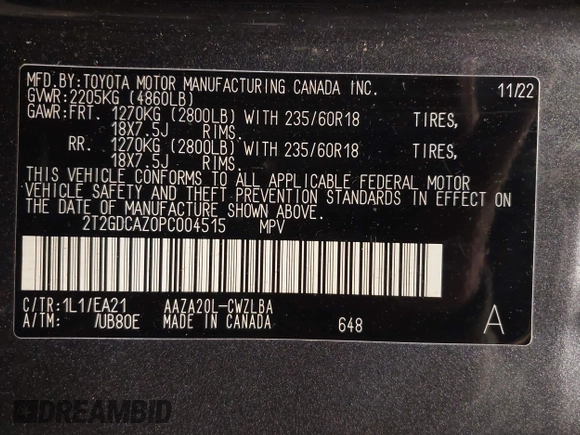 MFD.BY:TOYOTA MOTOR MANUFACTURING CANADA INC. 11/22
GVWR:2205KG (4860LB)
GAWR:FRT. 1270KG (2800LB) WITH 235/60R18 TIRES,
18X7.5J RIMS.
RR. 1270KG (2800LB) WITH 235/60R18 TIRES,
18X7.5J RIMS.
THIS VEHICLE CONFORMS TO ALL APPLICABLE FEDERAL MOTOR
VEHICLE SAFETY AND THEFT PREVENTION STANDARDS IN EFFECT ON
THE DATE OF MANUFACTURE SHOWN ABOVE.
2T2GDCAZ0PC004515 MPV
C/TR:1L1/EA21 AAZA20L-CWZLBA
A/TM: /UB80E MADE IN CANADA 648 A
DREAMBID